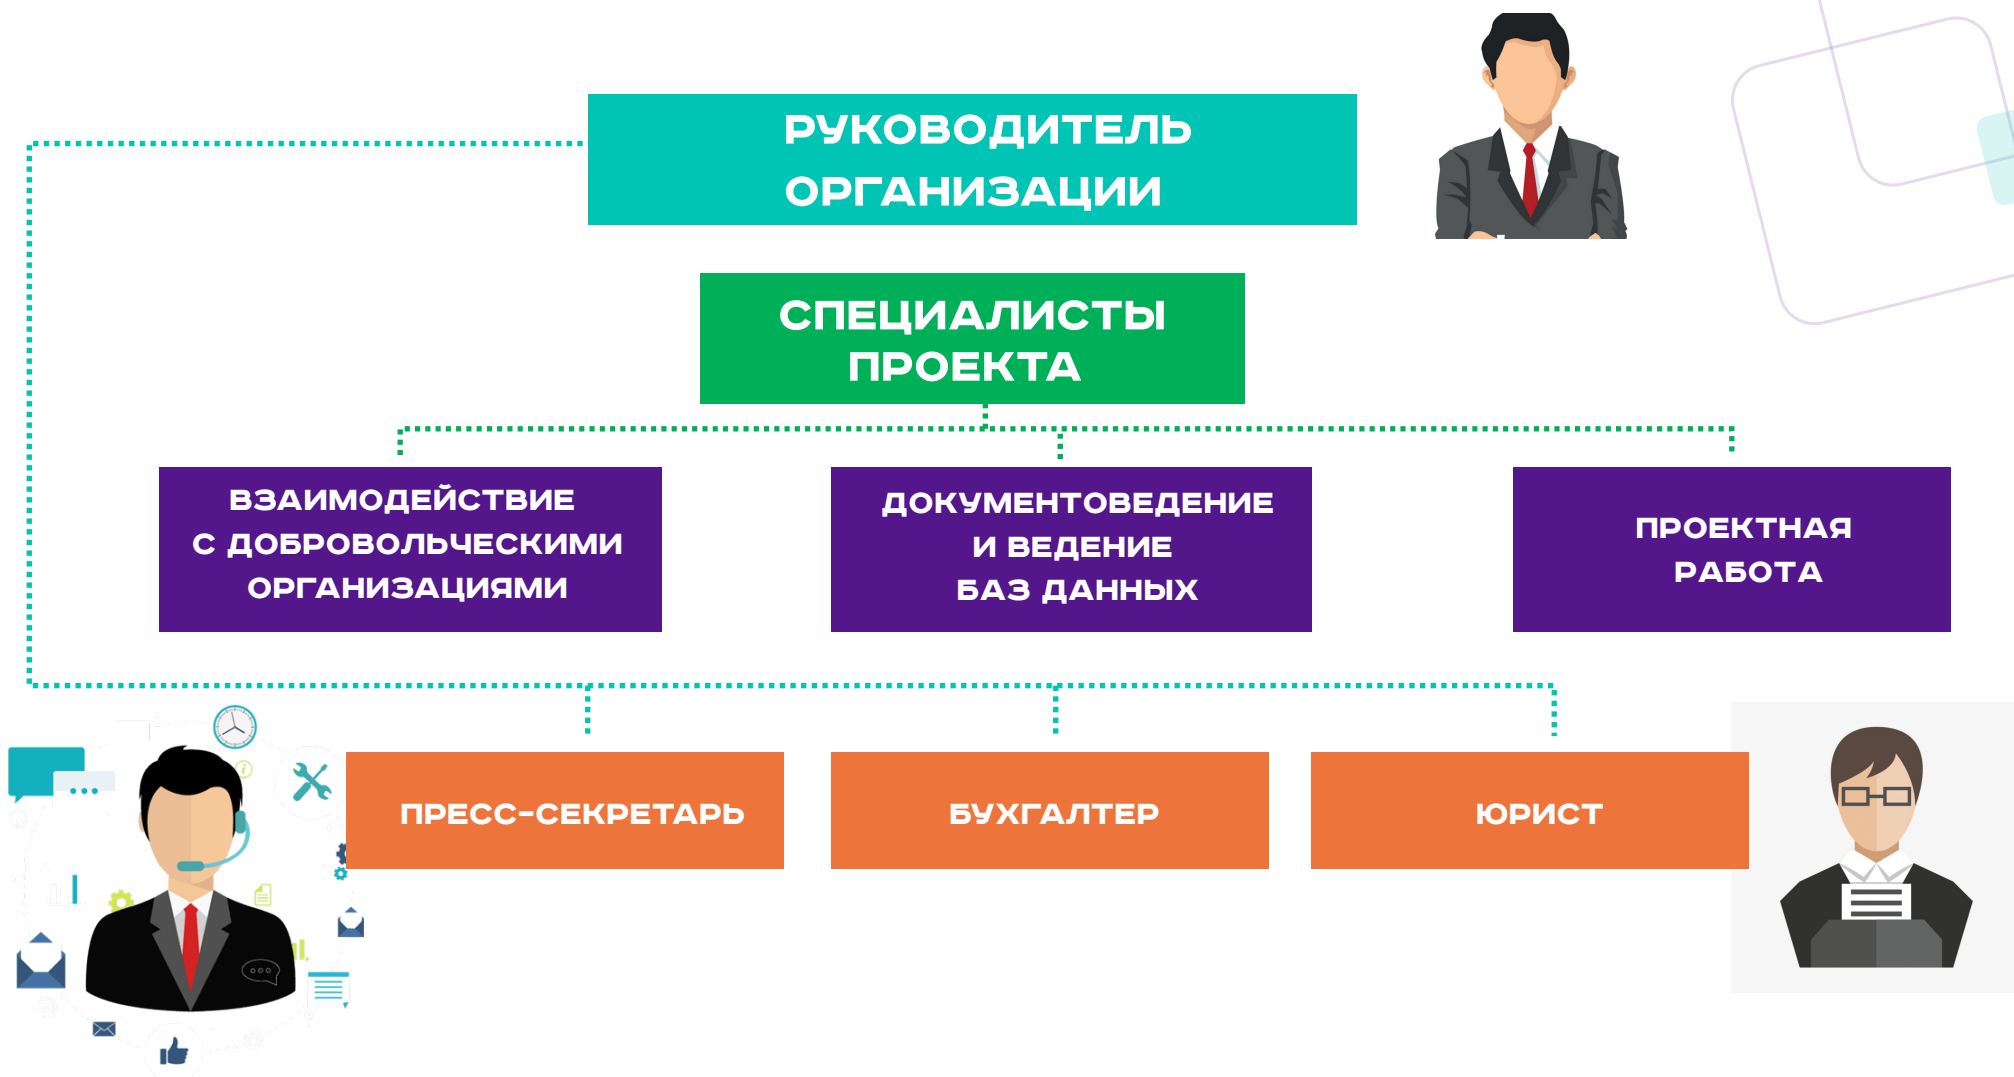 РУКОВОДИТЕЛЬ
ОРГАНИЗАЦИИ
СПЕЦИАЛИСТЫ
ПРОЕКТА
ВЗАИМОДЕЙСТВИЕ
С ДОБРОВОЛЬЧЕСКИМИ
ОРГАНИЗАЦИЯМИ
ДОКУМЕНТОВЕДЕНИЕ
И ВЕДЕНИЕ
БАЗ ДАННЫХ
ПРОЕКТНАЯ
РАБОТА
ПРЕСС-СЕКРЕТАРЬ
БУХГАЛТЕР
ЮРИСТ